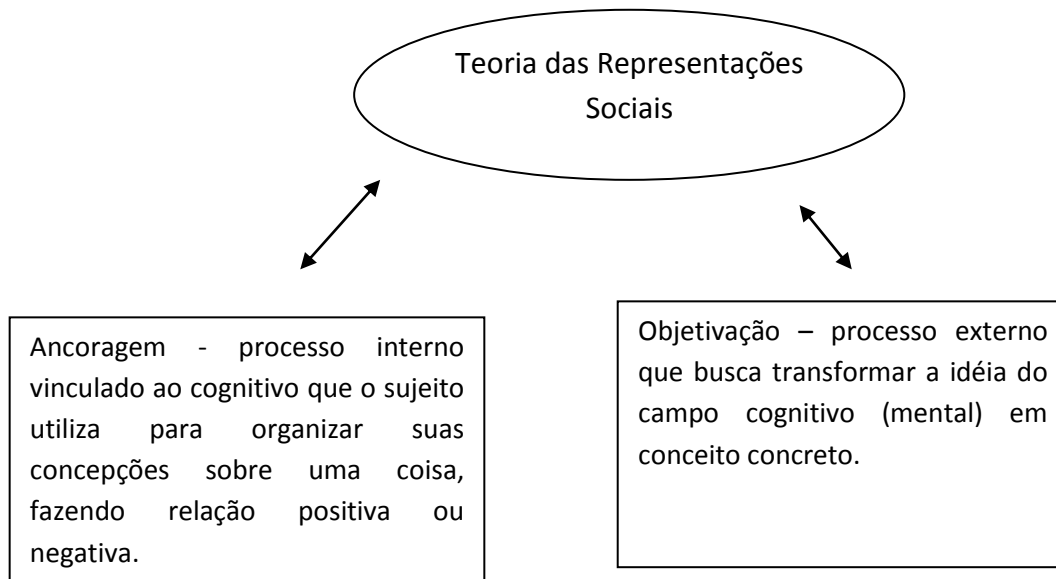 Teoria das Representações
Sociais
Ancoragem - processo interno
vinculado ao cognitivo que o sujeito
utiliza para organizar suas
concepções sobre uma coisa,
fazendo relação positiva ou
negativa.
Objetivação – processo externo
que busca transformar a idéia do
campo cognitivo (mental) em
conceito concreto.